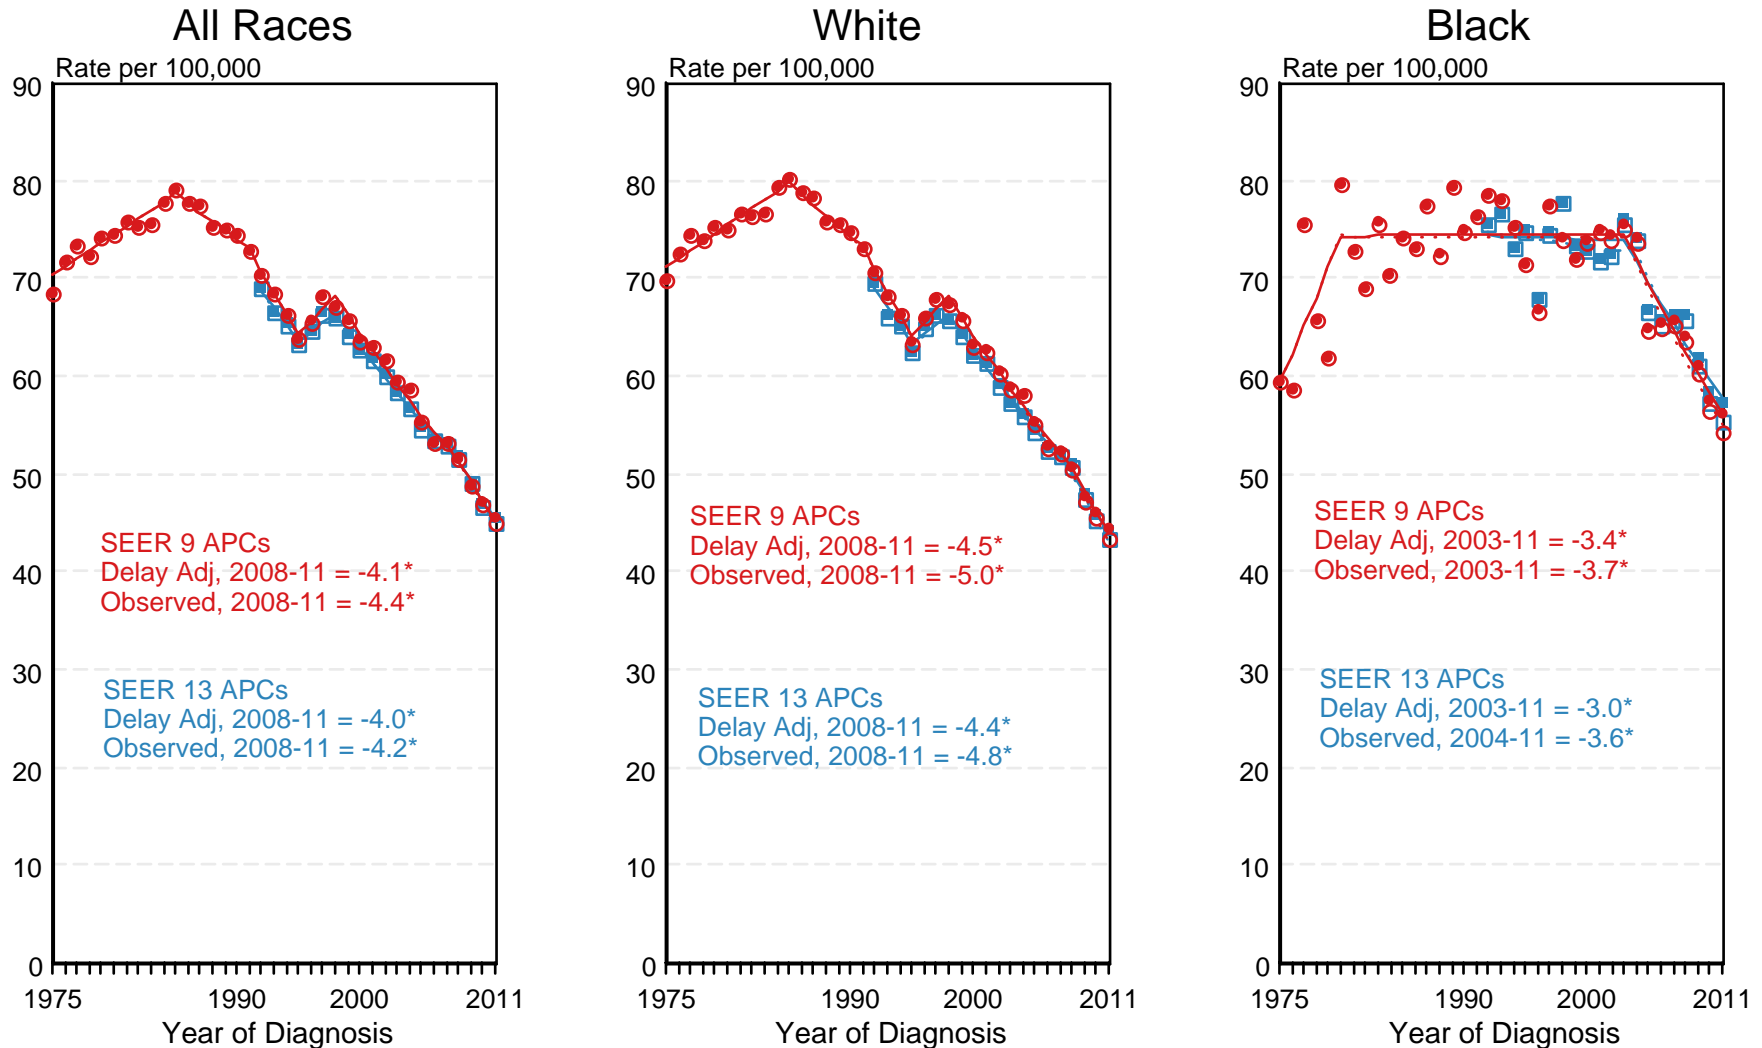 All Races
Rate per 100,000
90
80
70
60
50
40
30
20
10
0
SEER 9 APCs
Delay Adj, 2008-11 = -4.1*
Observed, 2008-11 = -4.4*
SEER 13 APCs
Delay Adj, 2008-11 = -4.0*
Observed, 2008-11 = -4.2*
1975 1990 2000 2011
Year of Diagnosis
White
Rate per 100,000
90
80
70
60
50
40
30
20
10
0
SEER 9 APCs
Delay Adj, 2008-11 = -4.5*
Observed, 2008-11 = -5.0*
SEER 13 APCs
Delay Adj, 2008-11 = -4.4*
Observed, 2008-11 = -4.8*
1975 1990 2000 2011
Year of Diagnosis
Black
Rate per 100,000
90
80
70
60
50
40
30
20
10
0
SEER 9 APCs
Delay Adj, 2003-11 = -3.4*
Observed, 2003-11 = -3.7*
SEER 13 APCs
Delay Adj, 2003-11 = -3.0*
Observed, 2004-11 = -3.6*
1975 1990 2000 2011
Year of Diagnosis